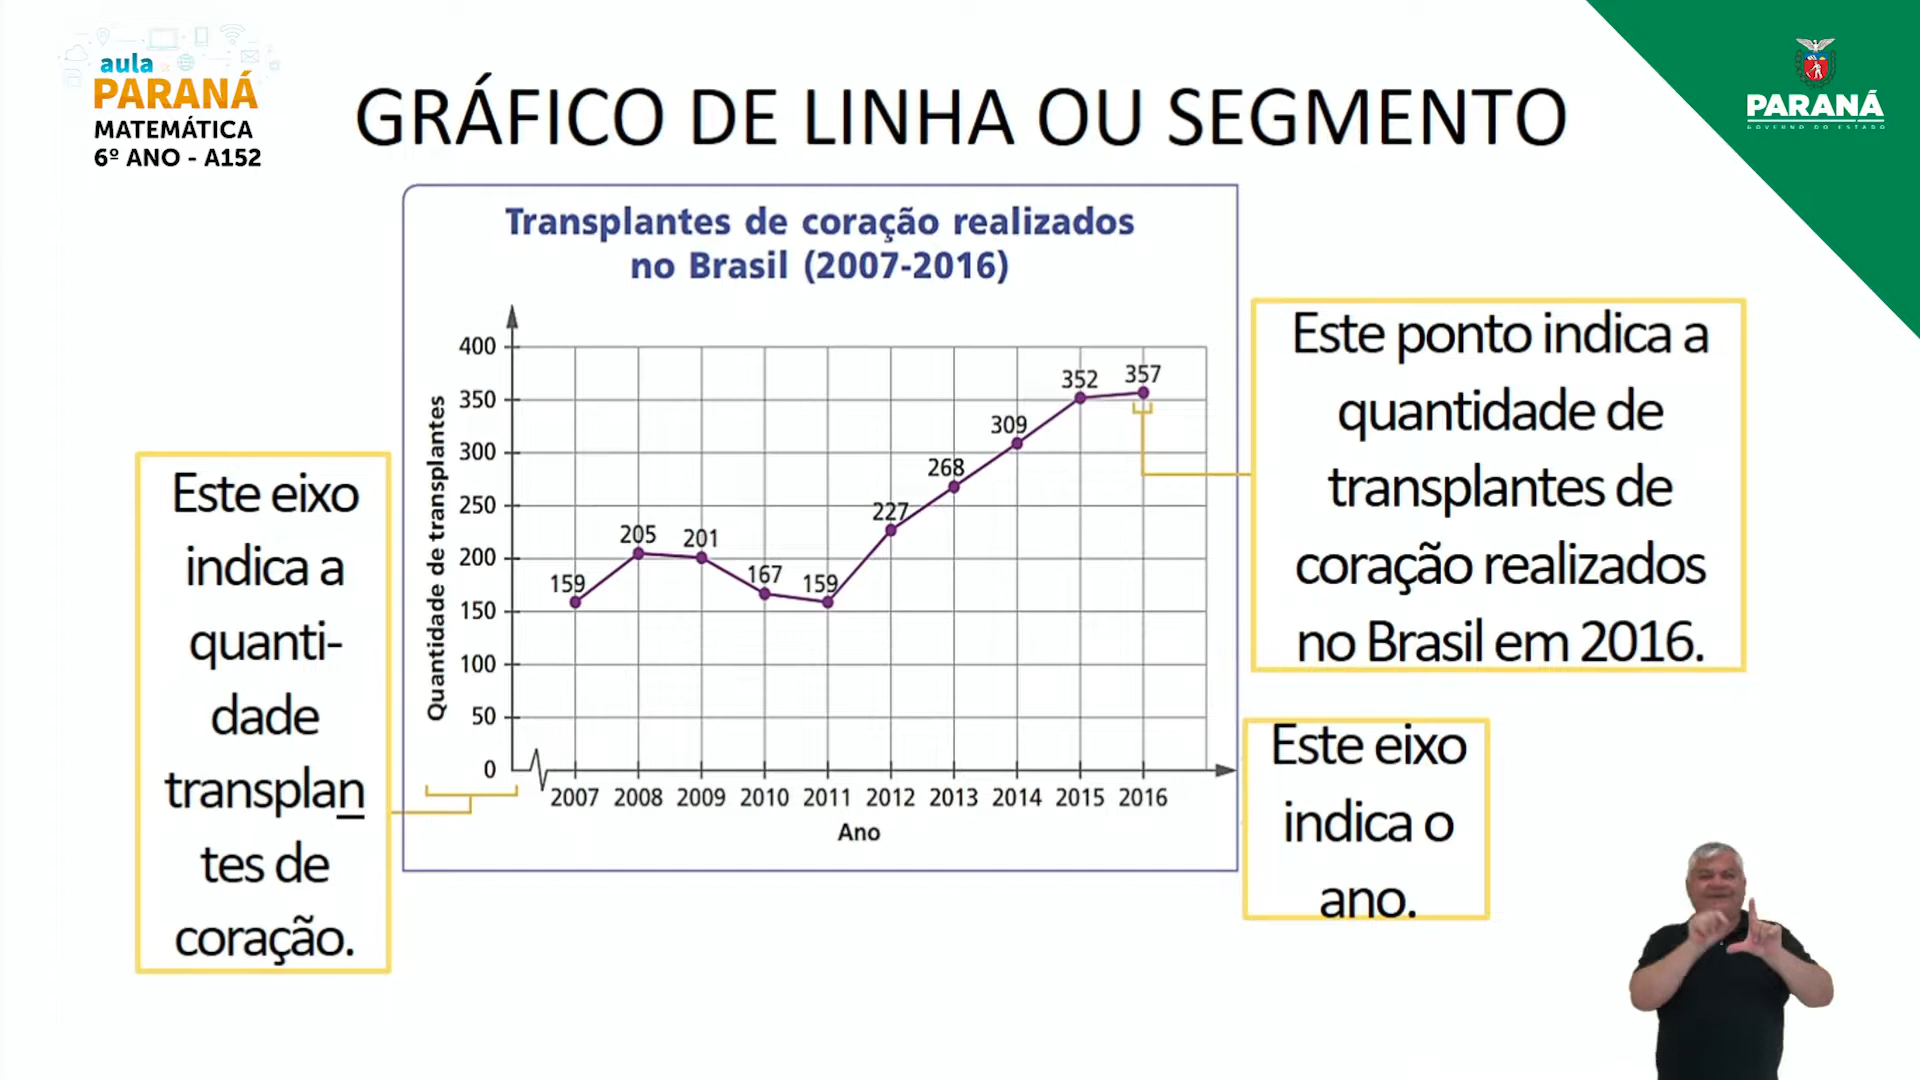 aula
PARANÁ
MATEMÁTICA
6º ANO - A152
GRÁFICO DE LINHA OU SEGMENTO
PARANÁ
GOVERNO DO ESTADO
Transplantes de coração realizados
no Brasil (2007-2016)
Quantidade de transplantes
400
350
300
250
200
150
100
50
0
159
205
201
167
159
227
268
309
352
357
2007 2008 2009 2010 2011 2012 2013 2014 2015 2016
Ano
Este eixo
indica a
quanti-
dade
transplan
tes de
coração.
Este ponto indica a
quantidade de
transplantes de
coração realizados
no Brasil em 2016.
Este eixo
indica o
ano.